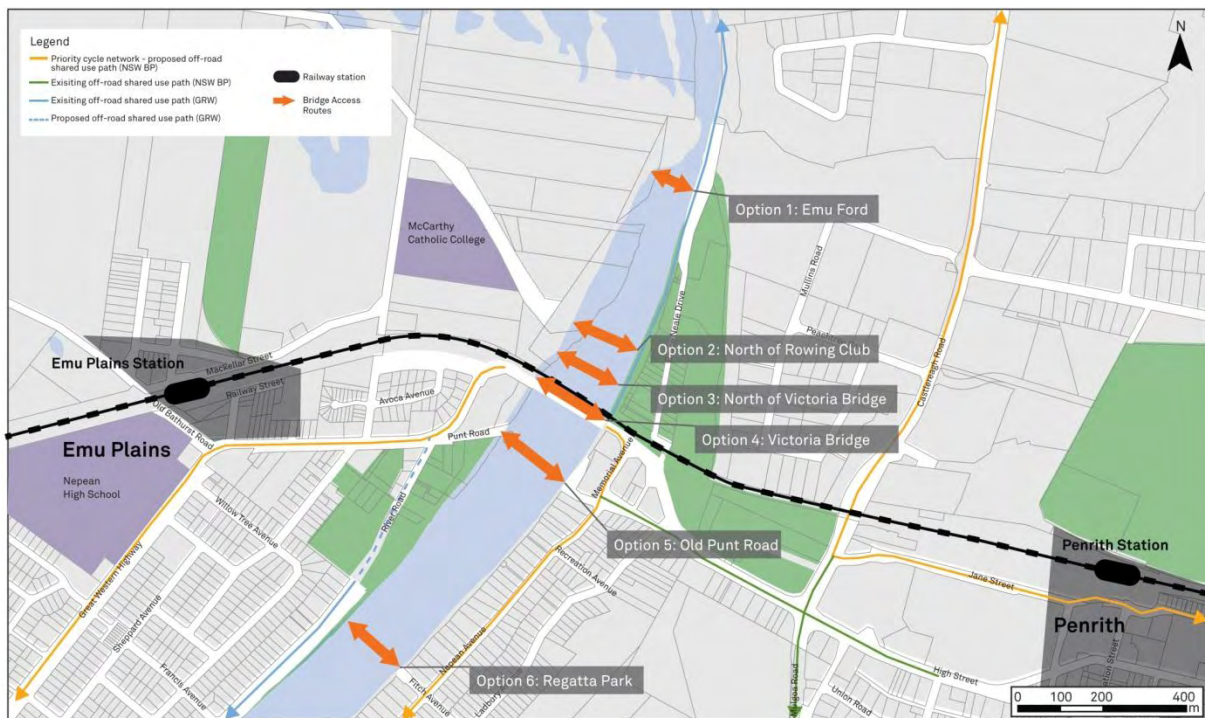 Legend
Priority cycle network - proposed off-road
shared use path (NSW BP)
Exisiting off-road shared use path (NSW BP)
Exisiting off-road shared use path (GRW)
Proposed off-road shared use path (GRW)
Railway station
Bridge Access
Routes
N
McCarthy
Catholic College
Option 1: Emu Ford
Mullins Road
Neale Drive
Castlereagh Road
Option 2: North of Rowing Club
Emu Plains Station
Mackellar Street
Railway Street
Avoca Avenue
Option 3: North of Victoria Bridge
Old Bathurst Road
Option 4: Victoria Bridge
Emu Plains
Punt Road
Memorial Avenue
Nepean
High School
River Road
Willow Tree Avenue
Option 5: Old Punt Road
Recreation Avenue
Penrith Station
Jane Street
Great Western Highway
Sheppard Avenue
Francis Avenue
Nepean Avenue
Penrith
Option 6: Regatta Park
Fitch Avenue
High Street
Union Road
0 100 200 400
m